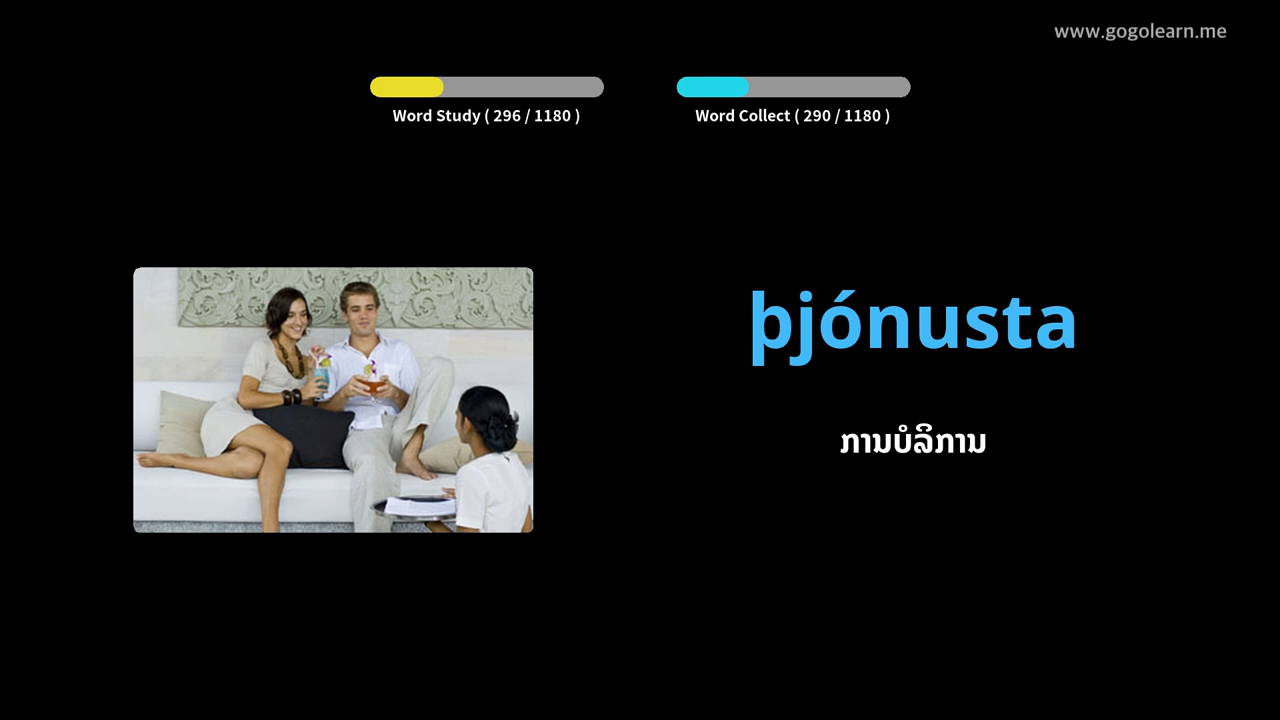 www.gogolearn.me
Word Study ( 296 / 1180 )
Word Collect ( 290 / 1180 )
þjónusta
ການບໍລິການ